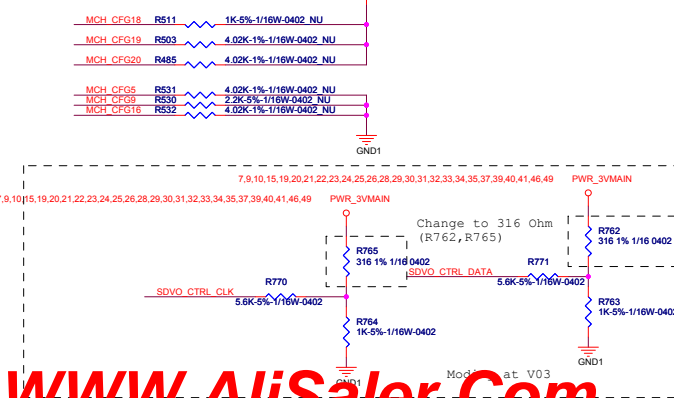 MCH_CFG18 R511 1K-5%-1/16W-0402_NU
MCH_CFG19 R503 4.02K-1%-1/16W-0402_NU
MCH_CFG20 R485 4.02K-1%-1/16W-0402_NU
MCH_CFG5 R531 4.02K-1%-1/16W-0402_NU
MCH_CFG9 R530 2.2K-5%-1/16W-0402_NU
MCH_CFG16 R532 4.02K-1%-1/16W-0402_NU
GND1
7,9,10,15,19,20,21,22,23,24,25,26,28,29,30,31,32,33,34,35,37,39,40,41,46,49 PWR_3VMAIN
7,9,10,15,19,20,21,22,23,24,25,26,28,29,30,31,32,33,34,35,37,39,40,41,46,49 PWR_3VMAIN
Change to 316 Ohm
(R762,R765)
R762
316 1% 1/16 0402
R765
316 1% 1/16 0402
SDVO_CTRL_DATA R771
5.6K-5%-1/16W-0402
SDVO_CTRL_CLK R770
5.6K-5%-1/16W-0402
R763
1K-5%-1/16W-0402
R764
1K-5%-1/16W-0402
GND1
GND1
at V03
WWW.AliSaler.Com